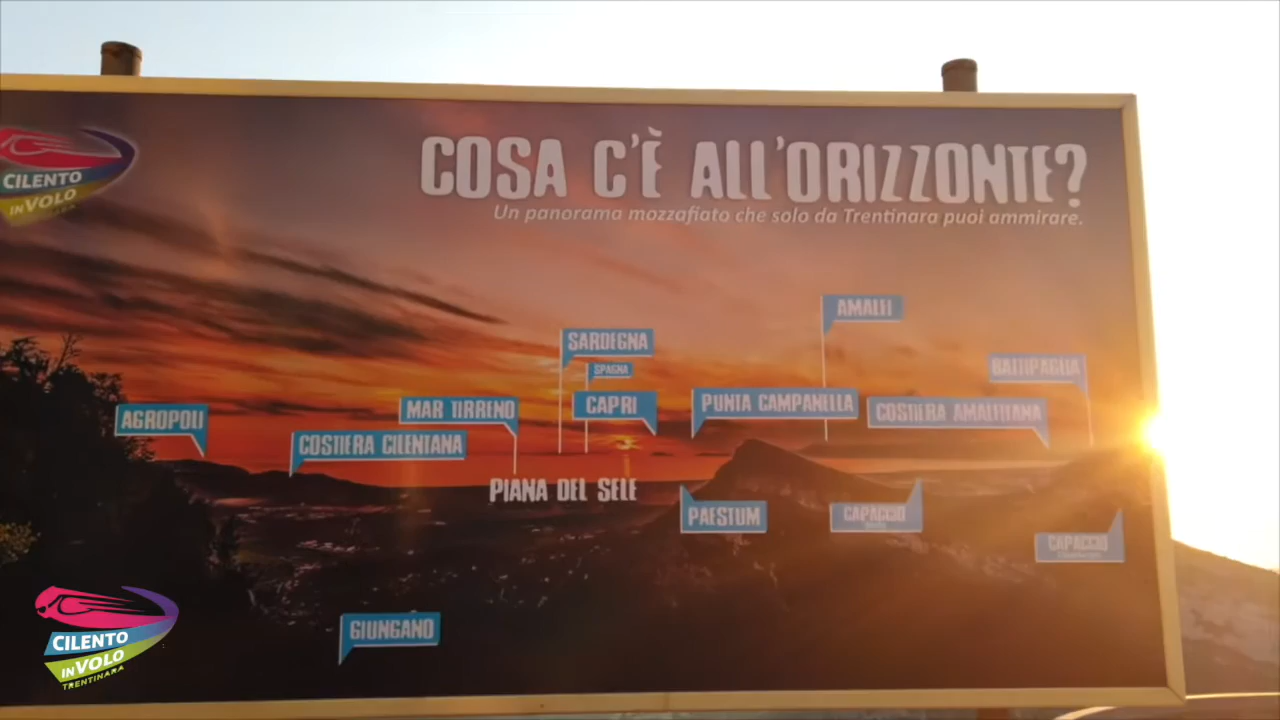 COSA C'È ALL'ORIZZONTE?
Un panorama mozzafiato che solo da Trentinara puoi ammirare.
CILENTO
IN VOLO
AMALFI
SARDEGNA
SPAGNA
BATTIPAGLIA
AGROPOLI
MAR TIRRENO
CAPRI
PUNTA CAMPANELLA
COSTIERA AMALFITANA
COSTIERA CILENTANA
PIANA DEL SELE
PAESTUM
CAPACCIO
CAPACCIO
GIUNGANO
CILENTO
IN VOLO
TRENTINARA